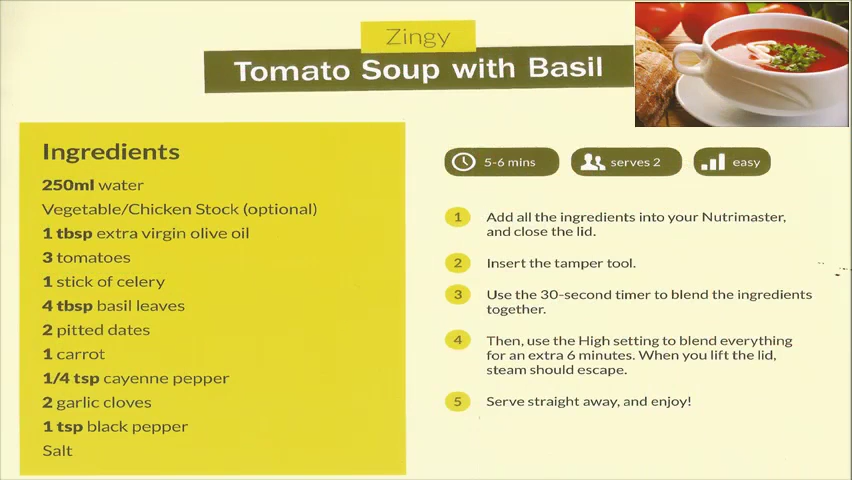 Zingy
Tomato Soup with Basil
Ingredients
250ml water
Vegetable/Chicken Stock (optional)
1 tbsp extra virgin olive oil
3 tomatoes
1 stick of celery
4 tbsp basil leaves
2 pitted dates
1 carrot
1/4 tsp cayenne pepper
2 garlic cloves
1 tsp black pepper
Salt
5-6 mins
serves 2
easy
1 Add all the ingredients into your Nutrimaster,
and close the lid.
2 Insert the tamper tool.
3 Use the 30-second timer to blend the ingredients
together.
4 Then, use the High setting to blend everything
for an extra 6 minutes. When you lift the lid,
steam should escape.
5 Serve straight away, and enjoy!